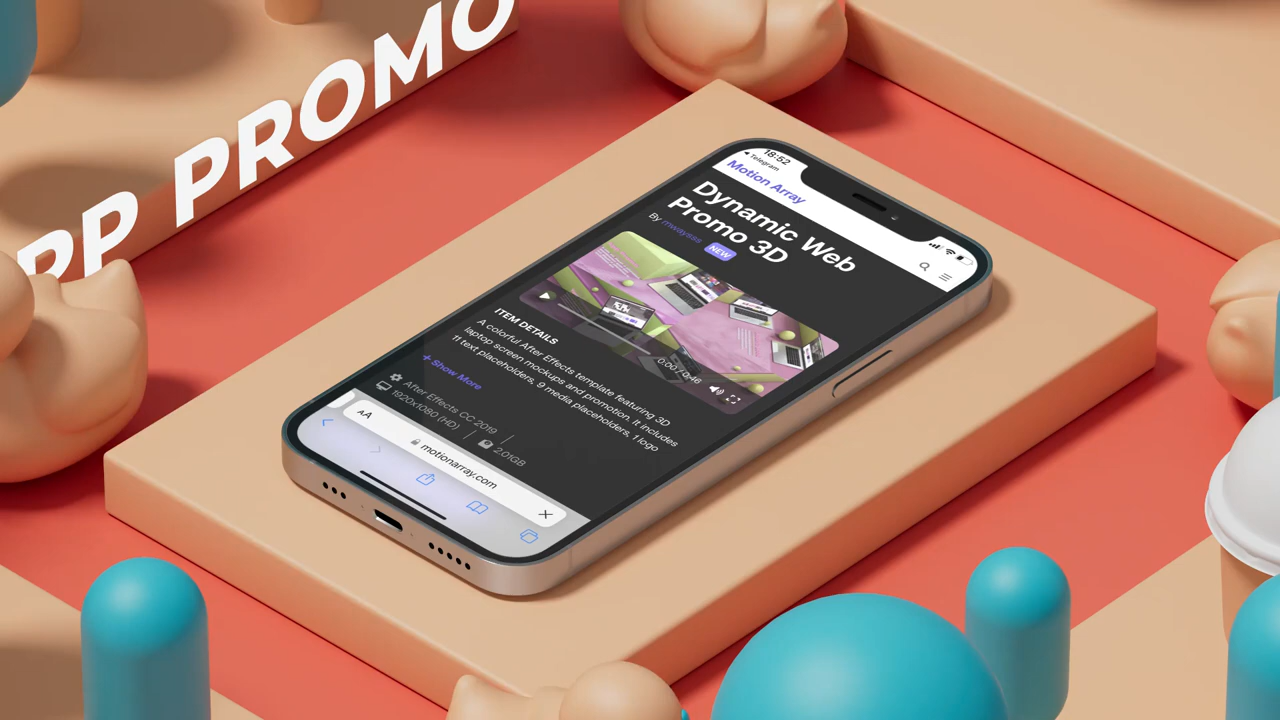 PP PROMO
18:52
Telegram
Motion Array
Dynamic Web
Promo 3D
By mwaysss NEW
0:00 / 0:46
ITEM DETAILS
A colorful After Effects template featuring 3D
laptop screen mockups and promotion. It includes
11 text placeholders, 9 media placeholders, 1 logo
+ Show More
After Effects CC 2019
1920x1080 (HD)
2.01GB
AA
motionarray.com